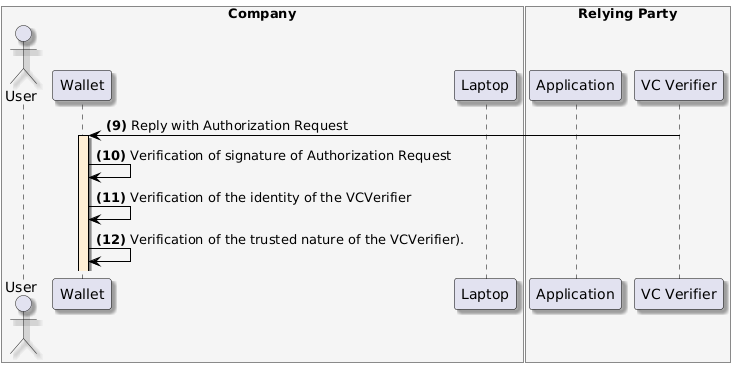 Company
Relying Party
User
Wallet
Laptop
Application
VC Verifier
(9) Reply with Authorization Request
(10) Verification of signature of Authorization Request
(11) Verification of the identity of the VCVerifier
(12) Verification of the trusted nature of the VCVerifier).
User
Wallet
Laptop
Application
VC Verifier